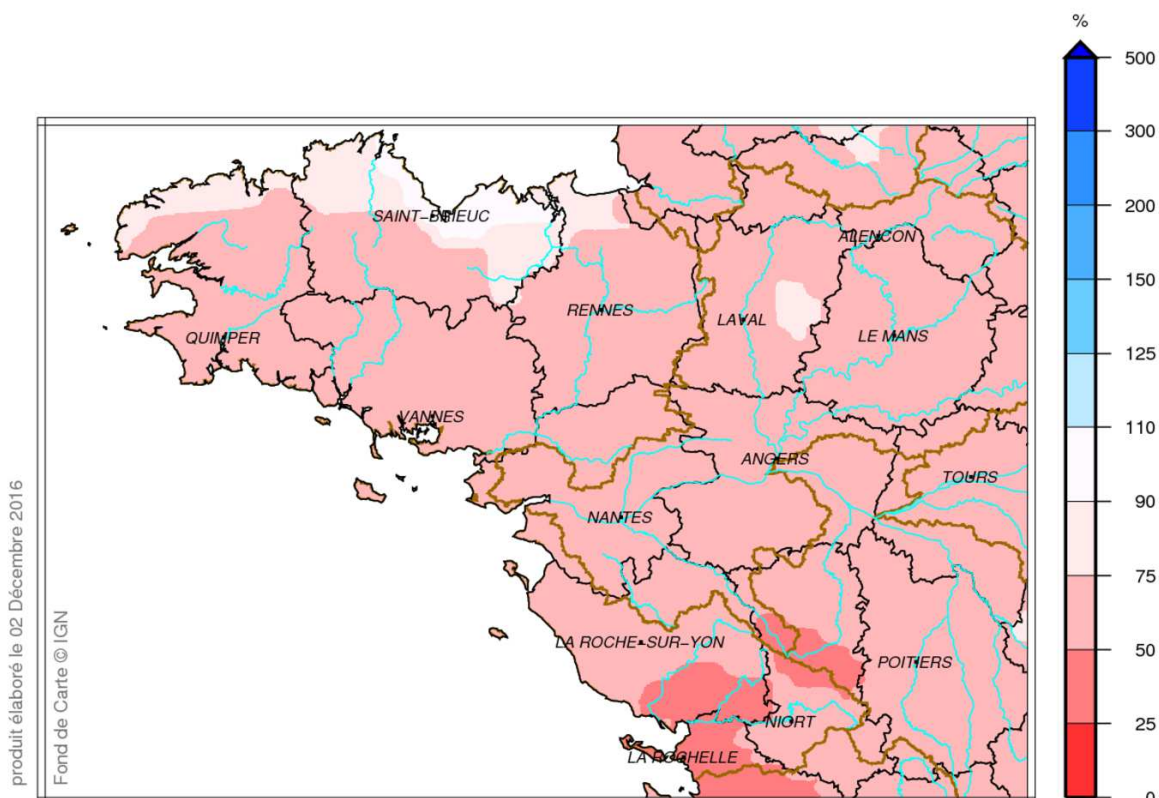 %
500
300
200
150
125
110
90
75
50
25
0
SAINT-BRIEUC
ALENCON
RENNES
LAVAL
LE MANS
QUIMPER
VANNES
ANGERS
TOURS
NANTES
LA ROCHE-SUR-YON
POITIERS
NIORT
LA ROCHELLE
produit élaboré le 02 Décembre 2016
Fond de Carte © IGN